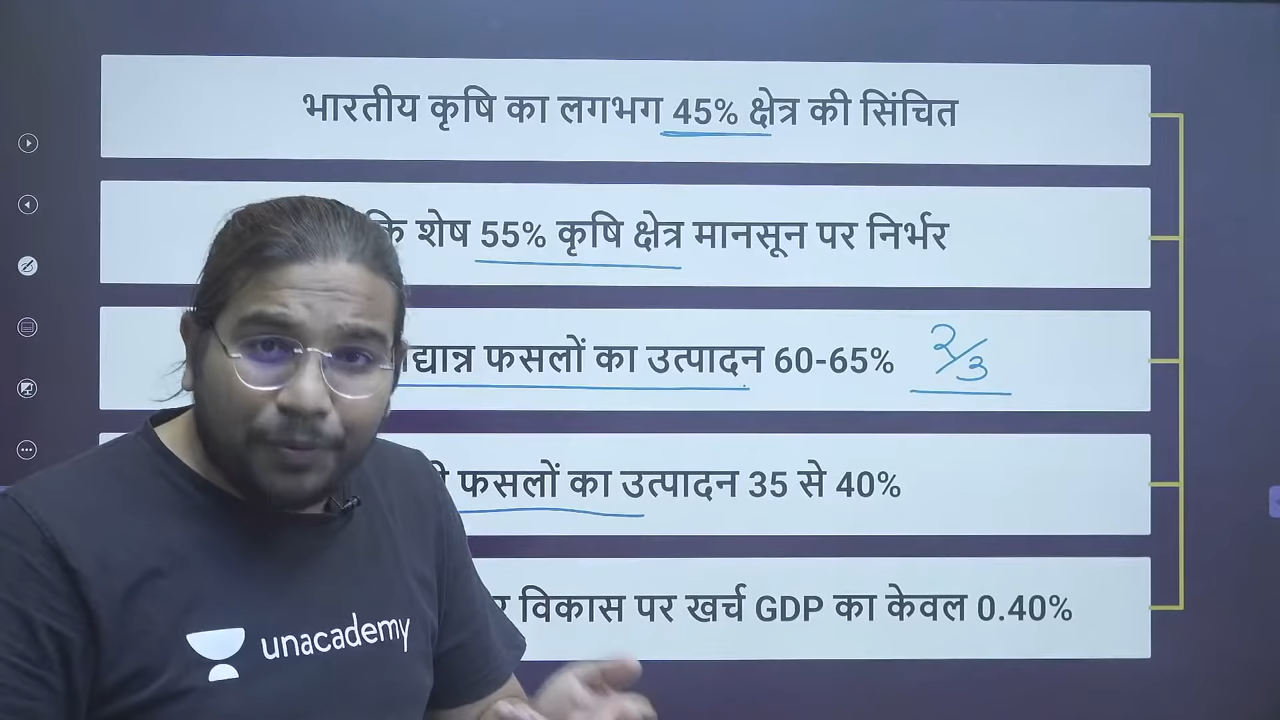 भारतीय कृषि का लगभग 45% क्षेत्र की सिंचित
शेष 55% कृषि क्षेत्र मानसून पर निर्भर
फसलों का उत्पादन 60-65% 2/3
फसलों का उत्पादन 35 से 40%
विकास पर खर्च GDP का केवल 0.40%
unacademy